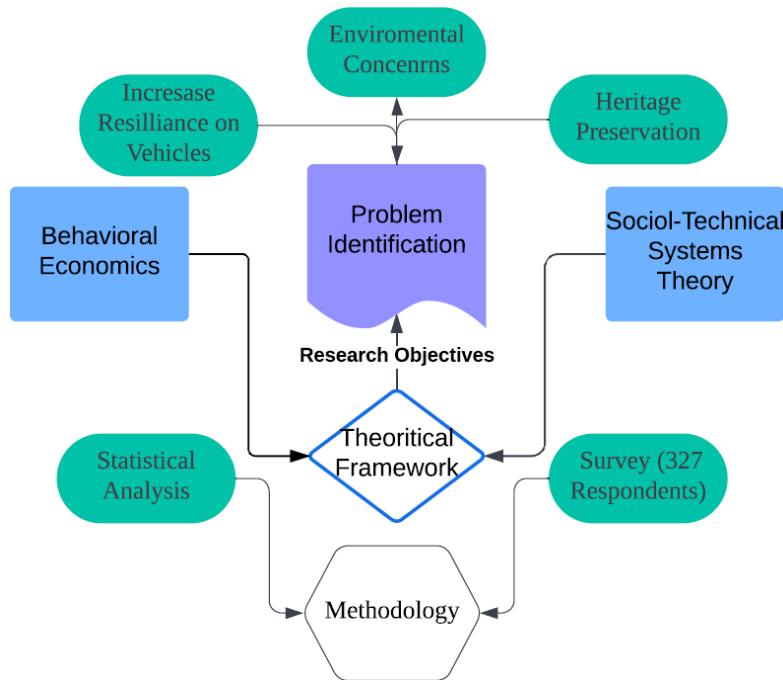 Enviromental
Concenrns
Incresase
Resilliance on
Vehicles
Heritage
Preservation
Problem
Identification
Behavioral
Economics
Sociol-Technical
Systems
Theory
Research Objectives
Theoritical
Framework
Statistical
Analysis
Survey (327
Respondents)
Methodology